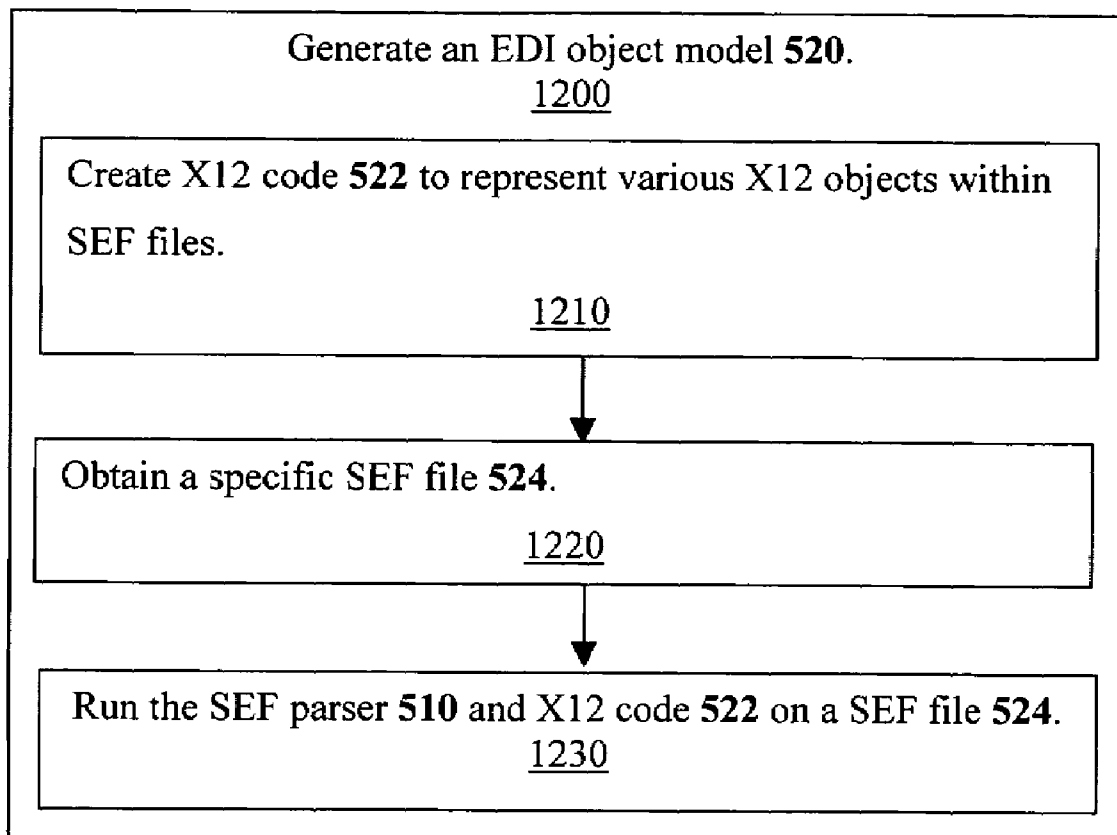 Generate an EDI object model 520.
1200
Create X12 code 522 to represent various X12 objects within
SEF files.
1210
Obtain a specific SEF file 524.
1220
Run the SEF parser 510 and X12 code 522 on a SEF file 524.
1230